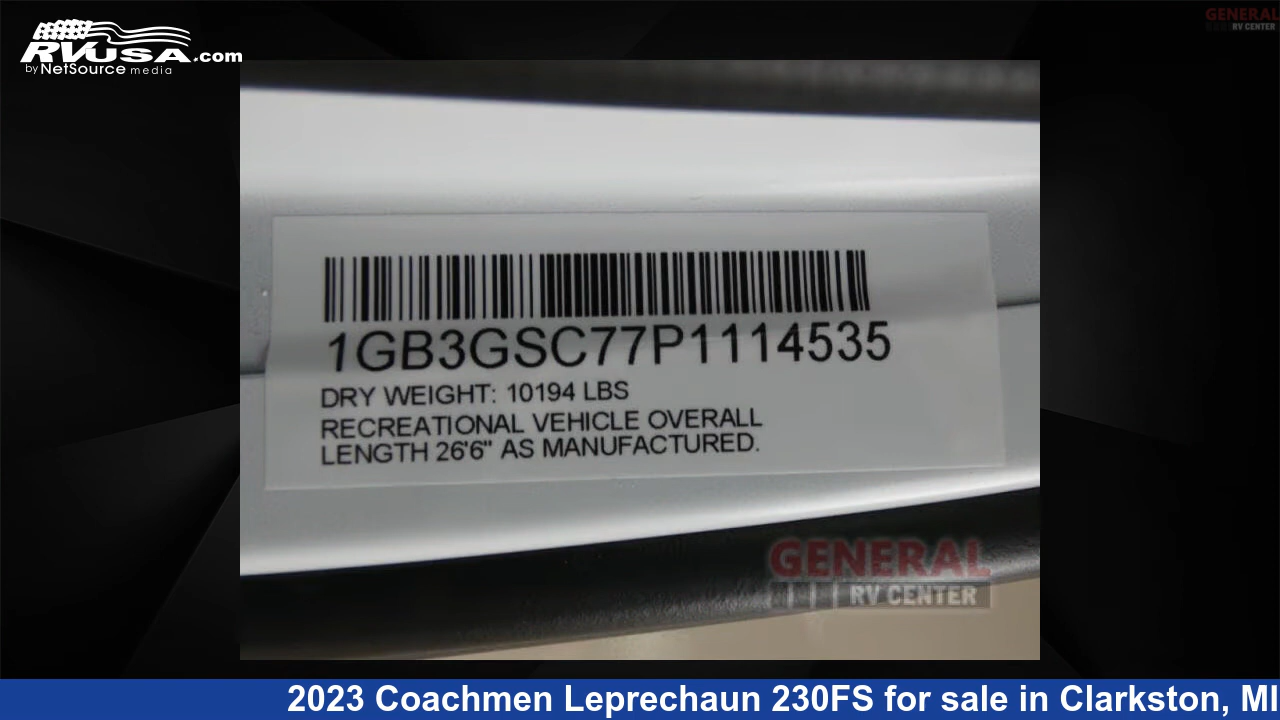 RVUSA.com
by NetSource media
GENERAL
RV CENTER
1GB3GSC77P1114535
DRY WEIGHT: 10194 LBS
RECREATIONAL VEHICLE OVERALL
LENGTH 26'6" AS MANUFACTURED.
GENERAL
RV CENTER
2023 Coachmen Leprechaun 230FS for sale in Clarkston, MI